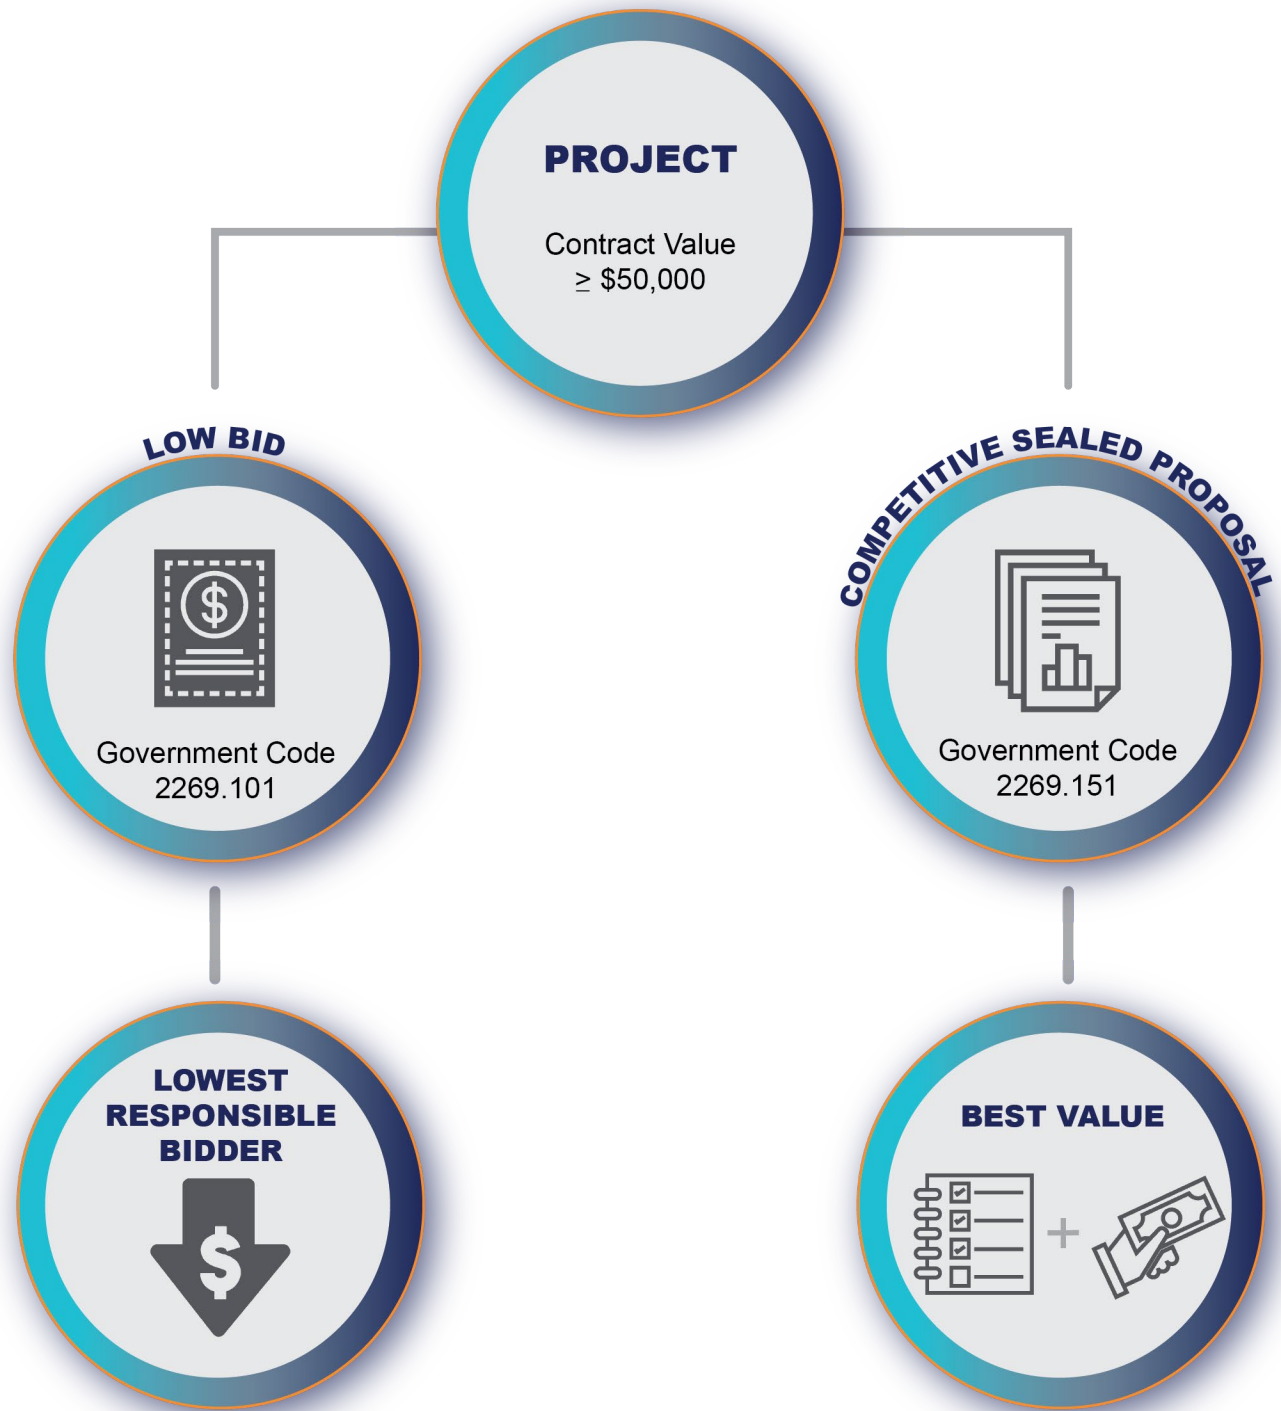 PROJECT
Contract Value
≥ $50,000
LOW BID
COMPETITIVE SEALED PROPOSAL
$
Government Code
2269.101
Government Code
2269.151
LOWEST
RESPONSIBLE
BIDDER
$
BEST VALUE
+